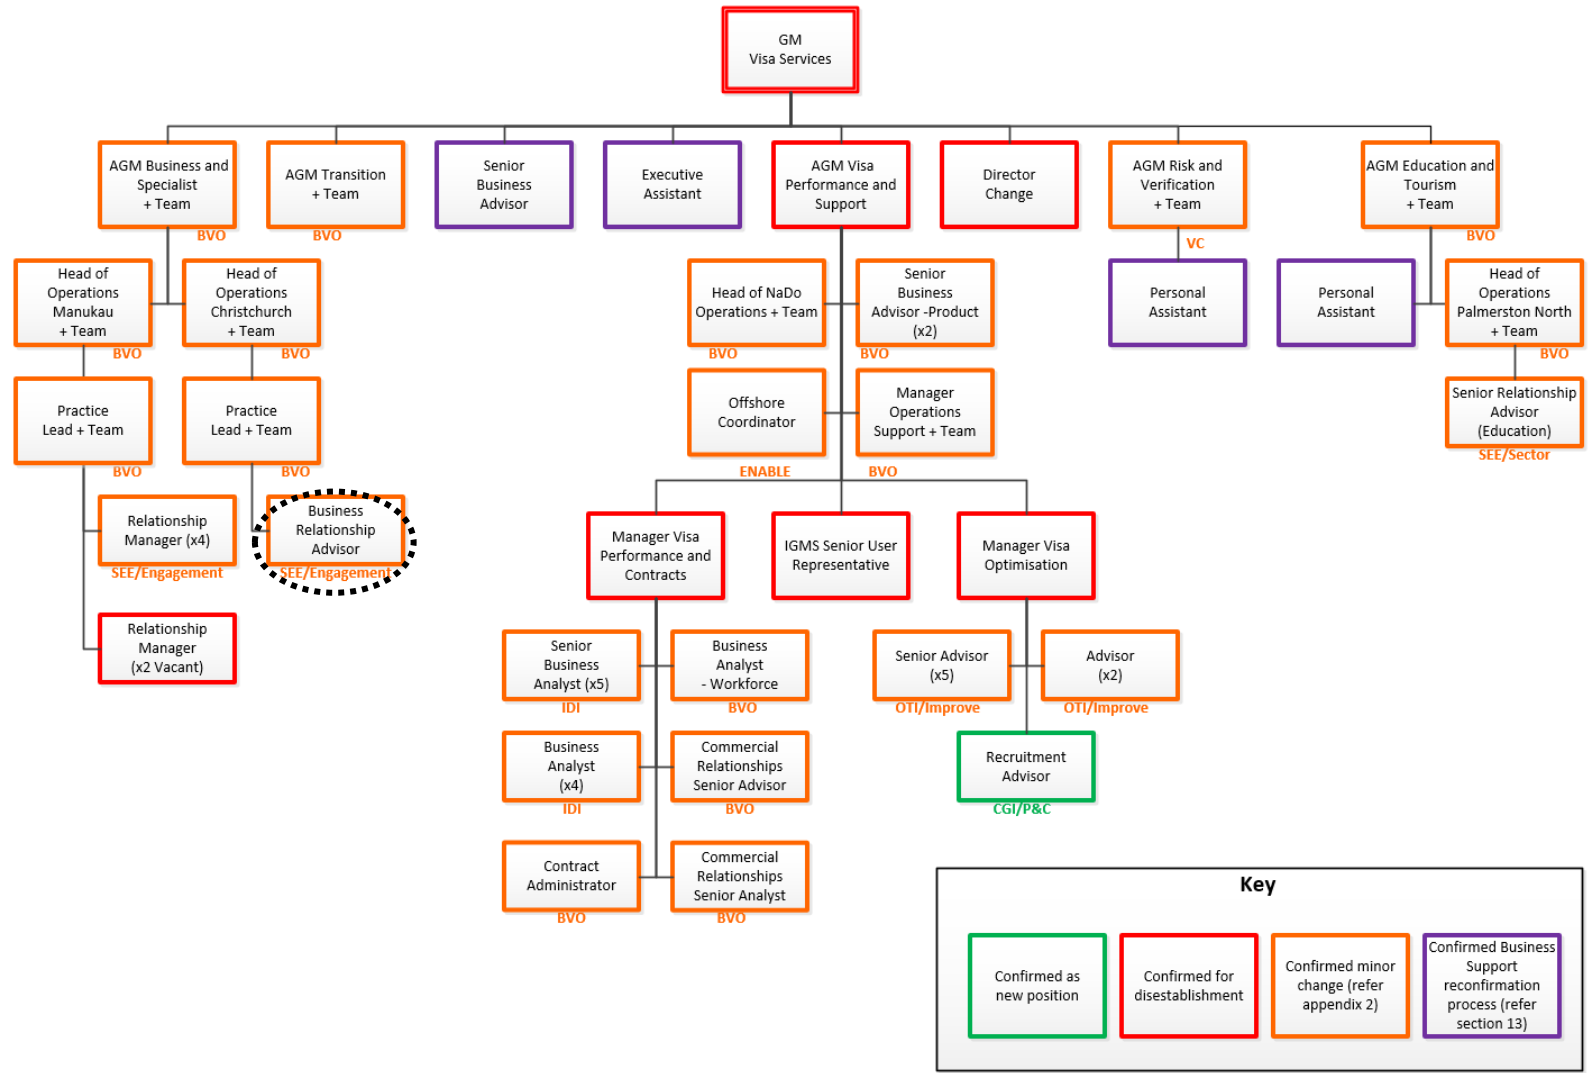 GM
Visa Services
AGM Business and
Specialist
+ Team
BVO
AGM Transition
+ Team
BVO
Senior
Business
Advisor
Executive
Assistant
AGM Visa
Performance and
Support
Director
Change
AGM Risk and
Verification
+ Team
VC
AGM Education and
Tourism
+ Team
BVO
Head of
Operations
Manukau
+ Team
BVO
Head of
Operations
Christchurch
+ Team
BVO
Head of NaDo
Operations + Team
BVO
Senior
Business
Advisor -Product
(x2)
BVO
Personal
Assistant
Personal
Assistant
Head of
Operations
Palmerston North
+ Team
BVO
Practice
Lead + Team
BVO
Practice
Lead + Team
BVO
Offshore
Coordinator
ENABLE
Manager
Operations
Support + Team
BVO
Senior Relationship
Advisor
(Education)
SEE/Sector
Relationship
Manager (x4)
SEE/Engagement
Business
Relationship
Advisor
SEE/Engagement
Manager Visa
Performance and
Contracts
IGMS Senior User
Representative
Manager Visa
Optimisation
Relationship
Manager
(x2 Vacant)
Senior
Business
Analyst (x5)
IDI
Business
Analyst
- Workforce
BVO
Senior Advisor
(x5)
OTI/Improve
Advisor
(x2)
OTI/Improve
Business
Analyst
(x4)
IDI
Commercial
Relationships
Senior Advisor
BVO
Recruitment
Advisor
CGI/P&C
Contract
Administrator
BVO
Commercial
Relationships
Senior Analyst
BVO
Key
Confirmed as
new position
Confirmed for
disestablishment
Confirmed minor
change (refer
appendix 2)
Confirmed Business
Support
reconfirmation
process (refer
section 13)